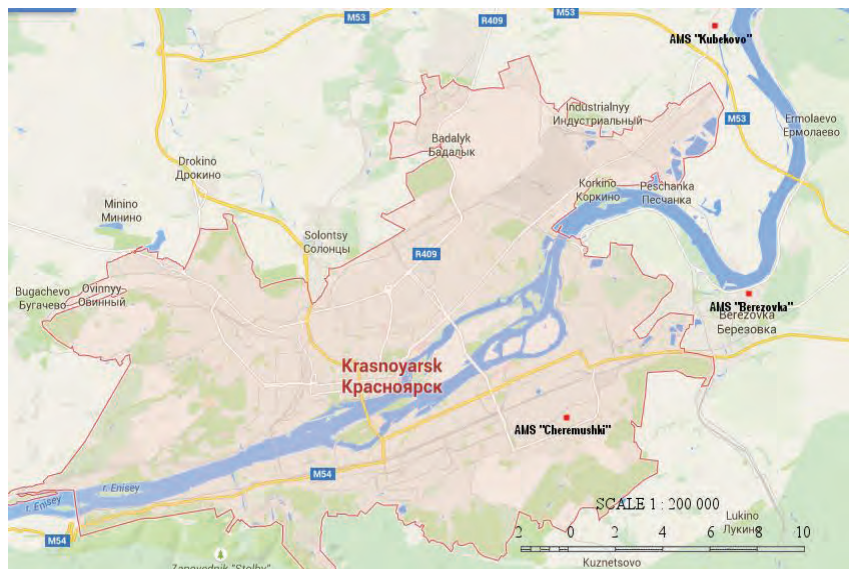 M53
M53
R409
AMS "Kubekovo"
Industrialnyy
Индустриальный
M53
Ermolaevo
Ермолаево
Badalyk
Бадалык
Drokino
Дрокино
Korkino
Коркино
Peschanka
Песчанка
Minino
Минино
Solontsy
Солонцы
R409
Bugachevo
Бугачево
Ovinnyy
Овинный
AMS "Berezovka"
Berezovka
Березовка
Krasnoyarsk
Красноярск
AMS "Cheremushki"
M54
r. Enisey
r. Enisey
SCALE 1 : 200 000
Lukino
Лукино
2 0 2 4 6 8 10
M54
Zapovednik "Stolby"
Kuznetsovo